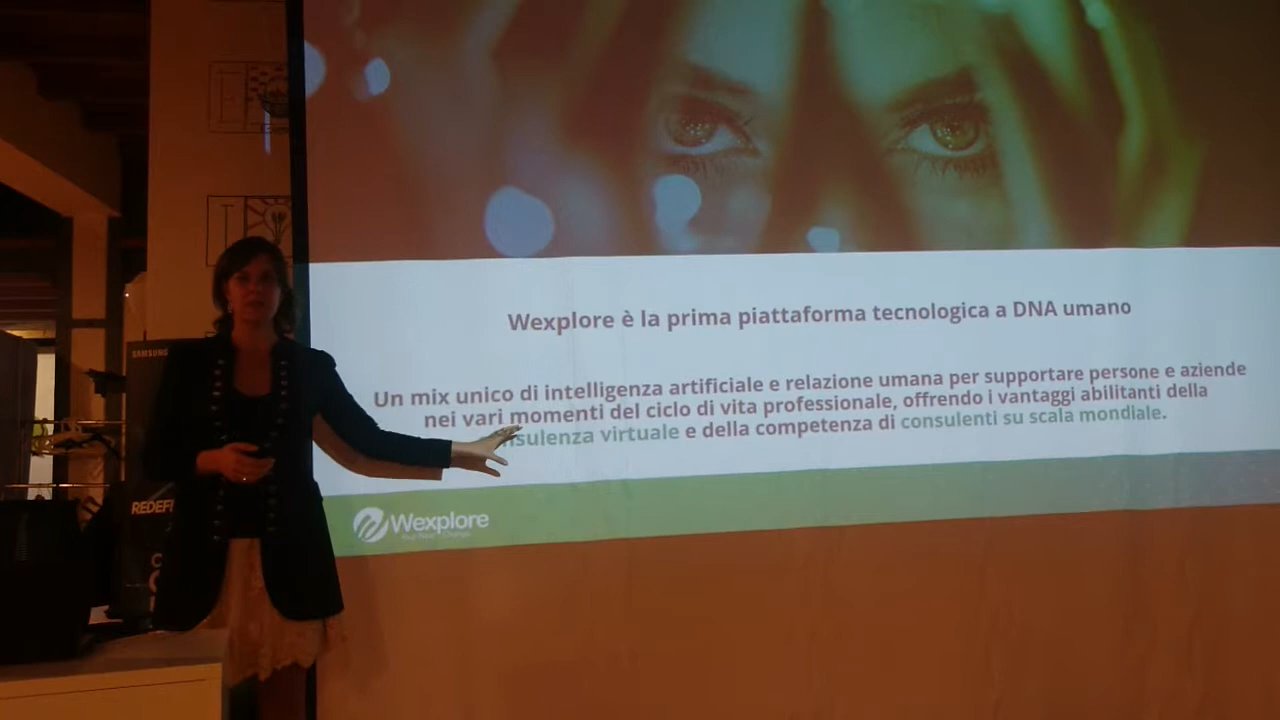 SAMSUNG
Wexplore è la prima piattaforma tecnologica a DNA umano
Un mix unico di intelligenza artificiale e relazione umana per supportare persone e aziende
nei vari momenti del ciclo di vita professionale, offrendo i vantaggi abilitanti della
nsulenza virtuale e della competenza di consulenti su scala mondiale.
REDEFI
Wexplore